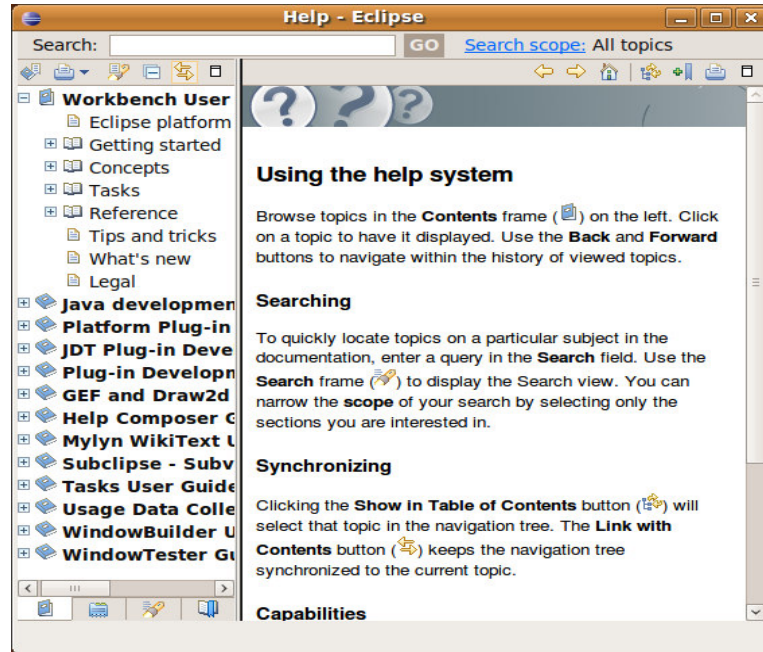 Help - Eclipse
Search:
GO
Search scope: All topics
Workbench User
Eclipse platform
Getting started
Concepts
Tasks
Reference
Tips and tricks
What's new
Legal
Java developmen
Platform Plug-in
JDT Plug-in Deve
Plug-in Developn
GEF and Draw2d
Help Composer G
Mylyn WikiText U
Subclipse - Subv
Tasks User Guide
Usage Data Colle
WindowBuilder U
WindowTester Gu
Using the help system
Browse topics in the Contents frame ( ) on the left. Click
on a topic to have it displayed. Use the Back and Forward
buttons to navigate within the history of viewed topics.
Searching
To quickly locate topics on a particular subject in the
documentation, enter a query in the Search field. Use the
Search frame ( ) to display the Search view. You can
narrow the scope of your search by selecting only the
sections you are interested in.
Synchronizing
Clicking the Show in Table of Contents button ( ) will
select that topic in the navigation tree. The Link with
Contents button ( ) keeps the navigation tree
synchronized to the current topic.
Capabilities